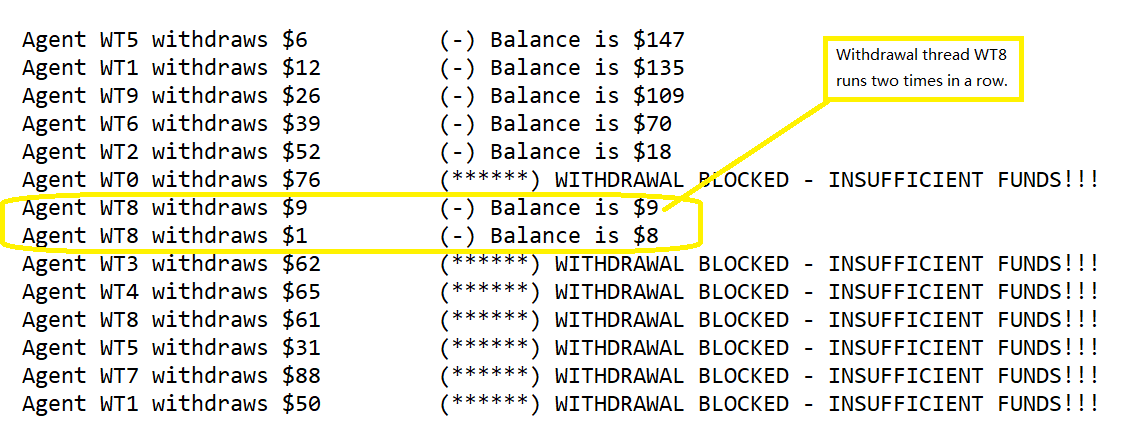 Agent WT5 withdraws $6 (-) Balance is $147
Agent WT1 withdraws $12 (-) Balance is $135
Agent WT9 withdraws $26 (-) Balance is $109
Agent WT6 withdraws $39 (-) Balance is $70
Agent WT2 withdraws $52 (-) Balance is $18
Agent WT0 withdraws $76 (******) WITHDRAWAL BLOCKED - INSUFFICIENT FUNDS!!!
Agent WT8 withdraws $9 (-) Balance is $9
Agent WT8 withdraws $1 (-) Balance is $8
Agent WT3 withdraws $62 (******) WITHDRAWAL BLOCKED - INSUFFICIENT FUNDS!!!
Agent WT4 withdraws $65 (******) WITHDRAWAL BLOCKED - INSUFFICIENT FUNDS!!!
Agent WT8 withdraws $61 (******) WITHDRAWAL BLOCKED - INSUFFICIENT FUNDS!!!
Agent WT5 withdraws $31 (******) WITHDRAWAL BLOCKED - INSUFFICIENT FUNDS!!!
Agent WT7 withdraws $88 (******) WITHDRAWAL BLOCKED - INSUFFICIENT FUNDS!!!
Agent WT1 withdraws $50 (******) WITHDRAWAL BLOCKED - INSUFFICIENT FUNDS!!!
Withdrawal thread WT8
runs two times in a row.